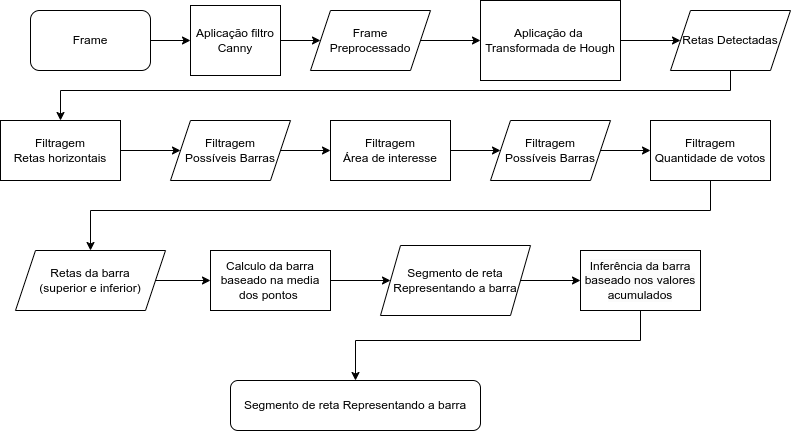 Frame
Aplicação filtro
Canny
Frame
Preprocessado
Aplicação da
Transformada de Hough
Retas Detectadas
Filtragem
Retas horizontais
Filtragem
Possíveis Barras
Filtragem
Área de interesse
Filtragem
Possíveis Barras
Filtragem
Quantidade de votos
Retas da barra
(superior e inferior)
Calculo da barra
baseado na media
dos pontos
Segmento de reta
Representando a barra
Inferência da barra
baseado nos valores
acumulados
Segmento de reta Representando a barra